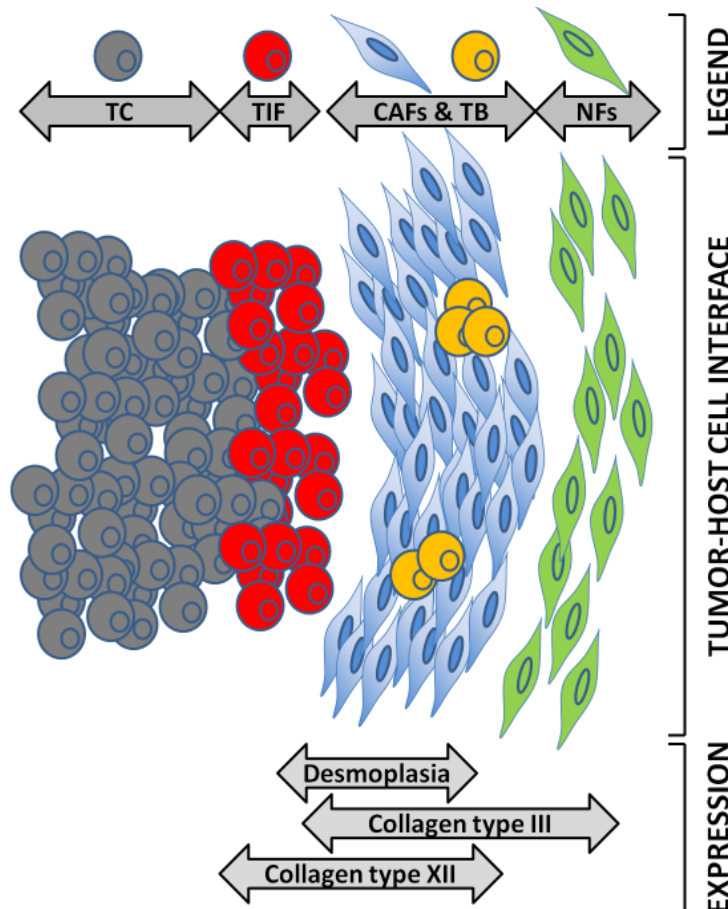 TC
TIF
CAFs & TB
NFs
LEGEND
TUMOR-HOST CELL INTERFACE
Desmoplasia
Collagen type III
Collagen type XII
EXPRESSION